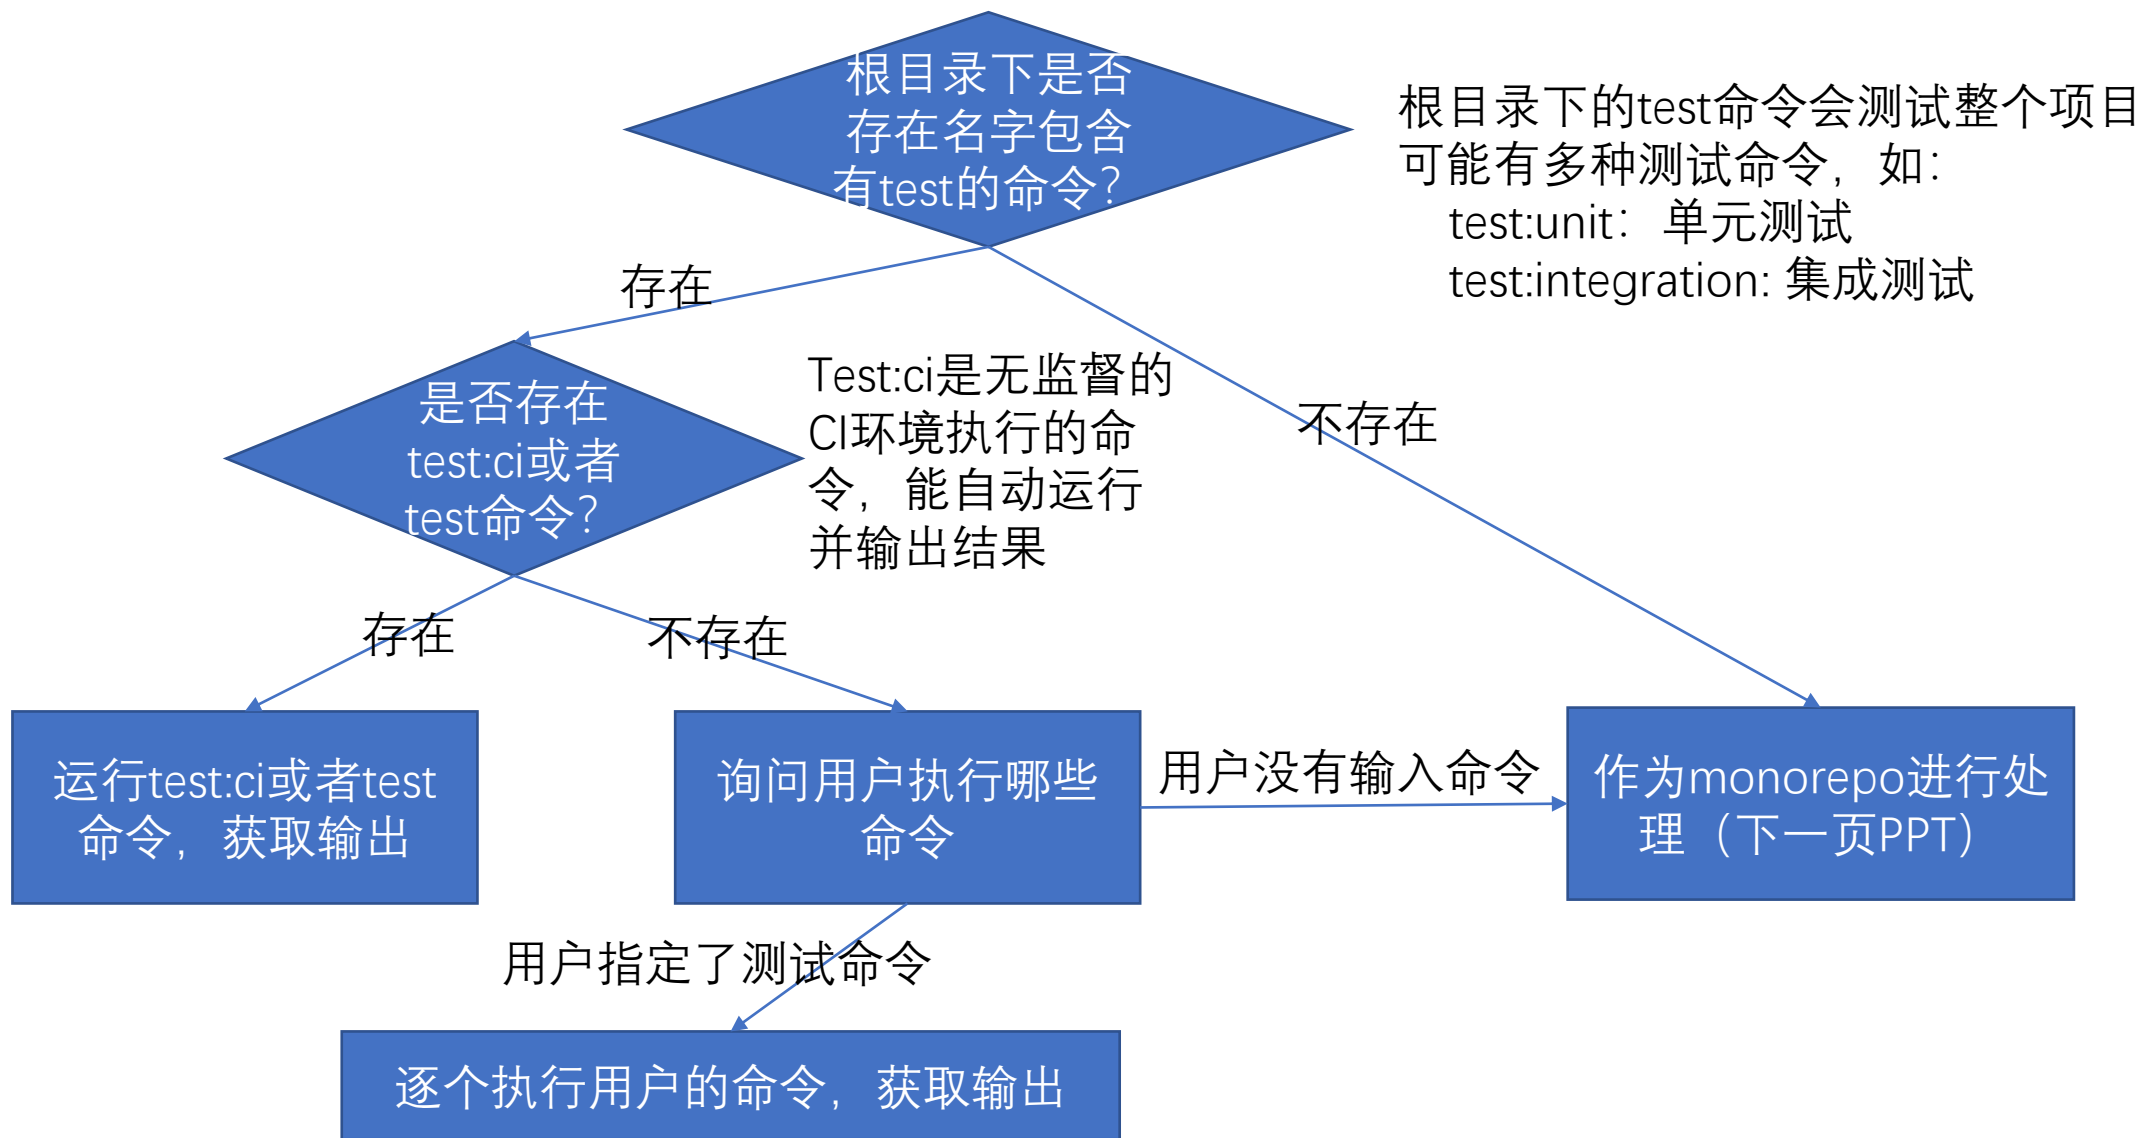 根目录下是否
存在名字包含
有test的命令？
根目录下的test命令会测试整个项目
可能有多种测试命令，如：
test:unit：单元测试
test:integration: 集成测试
存在
不存在
是否存在
test:ci或者
test命令？
Test:ci是无监督的
CI环境执行的命
令，能自动运行
并输出结果
存在
不存在
运行test:ci或者test
命令，获取输出
询问用户执行哪些
命令
用户没有输入命令
作为monorepo进行处
理（下一页PPT）
用户指定了测试命令
逐个执行用户的命令，获取输出